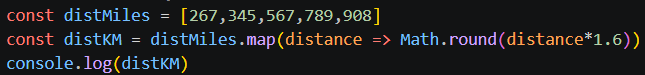 const distMiles = [267,345,567,789,908]
const distKM = distMiles.map(distance => Math.round(distance*1.6))
console.log(distKM)